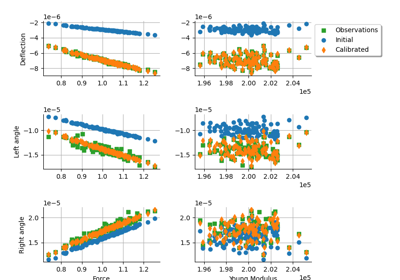 1e−6
1e−6
Deflection
−2
−4
−6
−8
−2
−4
−6
−8
Observations
Initial
Calibrated
0.8 0.9 1.0 1.1 1.2
1.96 1.98 2.00 2.02 2.04
1e5
1e−5
1e−5
Left angle
−1.0
−1.5
−1.0
−1.5
0.8 0.9 1.0 1.1 1.2
1.96 1.98 2.00 2.02 2.04
1e5
1e−5
1e−5
Right angle
2.0
1.5
2.0
1.5
0.8 0.9 1.0 1.1 1.2
1.96 1.98 2.00 2.02 2.04
1e5
Force
Young Modulus